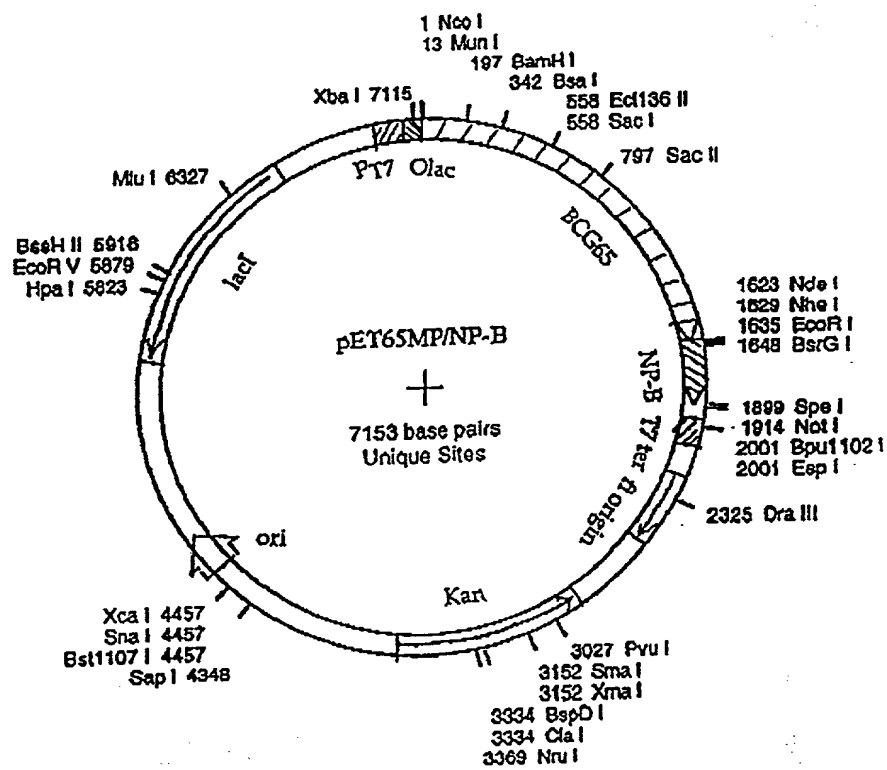 1 Nco I
13 Mun I
197 BamH I
342 Bsa I
558 Ecl136 II
558 Sac I
797 Sac II
Xba I 7115
PT7 Olac
Mlu I 6327
BCG65
BssH II 5918
EcoR V 5879
Hpa I 5823
lacI
1623 Nde I
1629 Nhe I
1635 EcoR I
1648 BsrG I
pET65MP/NP-B
7153 base pairs
Unique Sites
NP-B T7 ter f1 origin
1899 Spe I
1914 Not I
2001 Bpu1102 I
2001 Esp I
2325 Dra III
ori
Kan
Xca I 4457
Sna I 4457
Bst1107 I 4457
Sap I 4348
3027 Pvu I
3152 Sma I
3152 Xma I
3334 BspD I
3334 Cla I
3369 Nru I